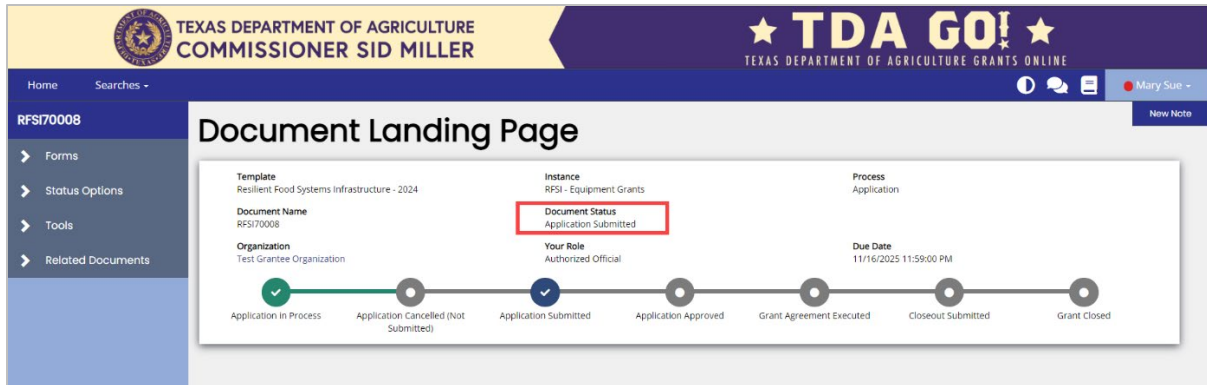 TEXAS DEPARTMENT OF AGRICULTURE
COMMISSIONER SID MILLER
TDA GO!
TEXAS DEPARTMENT OF AGRICULTURE GRANTS ONLINE
Home Searches
Mary Sue
RFSI70008
New Note
Document Landing Page
Forms
Status Options
Tools
Related Documents
Template Instance Process
Resilient Food Systems Infrastructure - 2024 RFSI - Equipment Grants Application
Document Name Document Status
RFSI70008 Application Submitted
Organization Your Role Due Date
Test Grantee Organization Authorized Official 11/16/2025 11:59:00 PM
Application in Process Application Cancelled (Not Application Submitted Application Approved Grant Agreement Executed Closeout Submitted Grant Closed
Submitted)